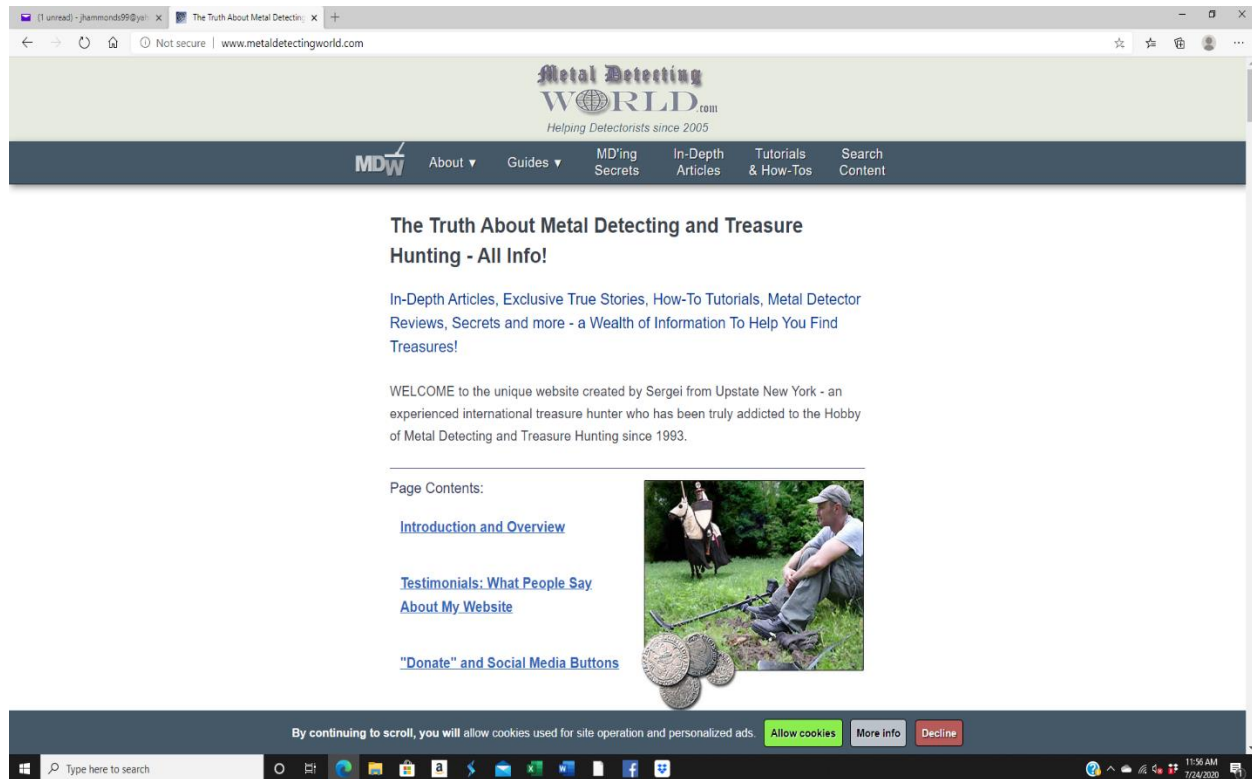 (1 unread) - jhammonds99@yah
The Truth About Metal Detecting
Not secure | www.metaldetectingworld.com
Metal Detecting
WORLD.com
Helping Detectorists since 2005
MDW
About ▼
Guides ▼
MD'ing Secrets
In-Depth Articles
Tutorials & How-Tos
Search Content
The Truth About Metal Detecting and Treasure
Hunting - All Info!
In-Depth Articles, Exclusive True Stories, How-To Tutorials, Metal Detector
Reviews, Secrets and more - a Wealth of Information To Help You Find
Treasures!
WELCOME to the unique website created by Sergei from Upstate New York - an
experienced international treasure hunter who has been truly addicted to the Hobby
of Metal Detecting and Treasure Hunting since 1993.
Page Contents:
Introduction and Overview
Testimonials: What People Say
About My Website
"Donate" and Social Media Buttons
By continuing to scroll, you will allow cookies used for site operation and personalized ads.
Allow cookies
More info
Decline
Type here to search
11:56 AM
7/24/2020